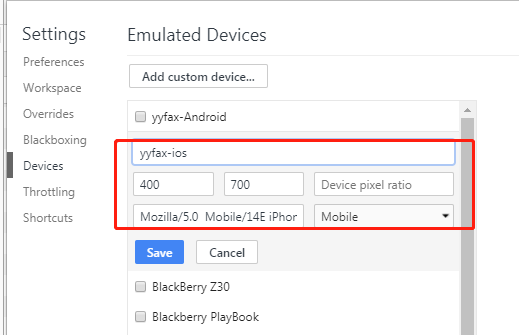 Settings
Preferences
Workspace
Overrides
Blackboxing
Devices
Throttling
Shortcuts
Emulated Devices
Add custom device...
yyfax-Android
yyfax-ios
400 700 Device pixel ratio
Mozilla/5.0 Mobile/14E iPhon Mobile
Save Cancel
BlackBerry Z30
Blackberry PlayBook